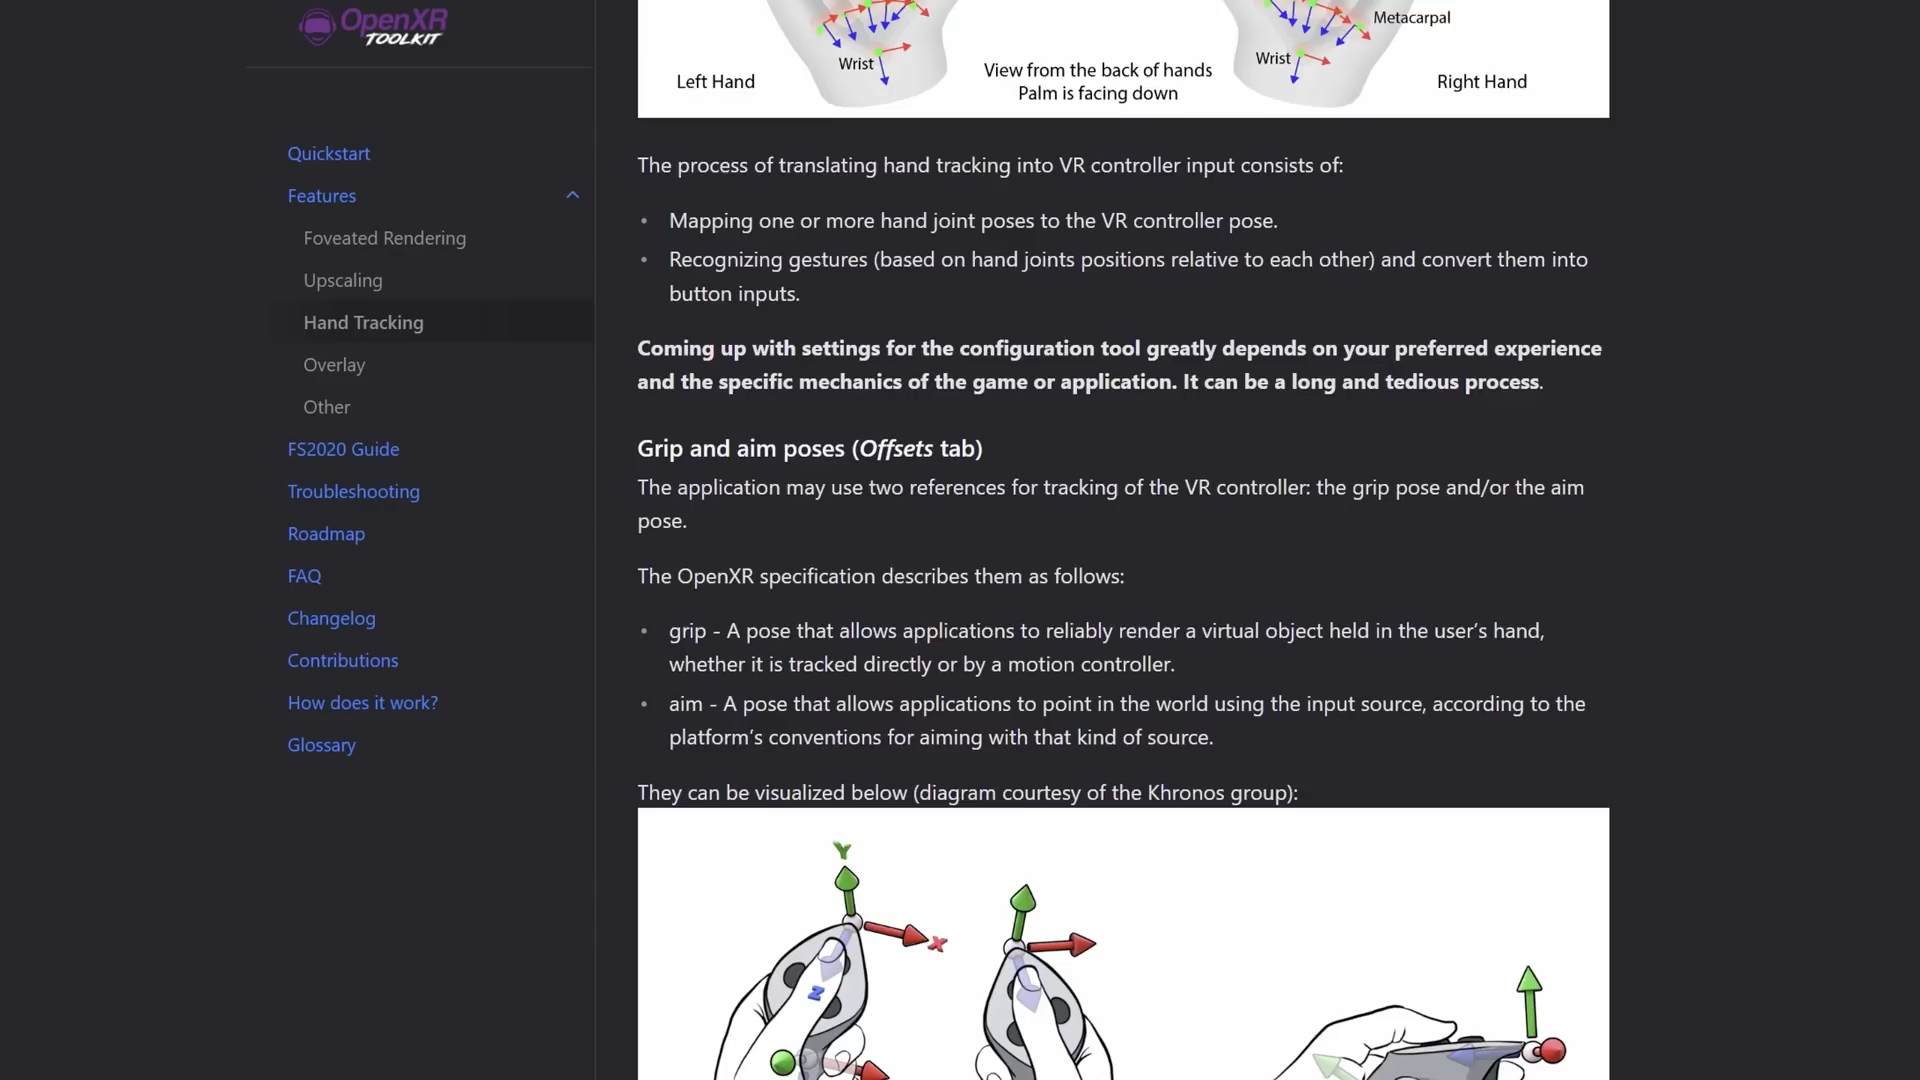 OpenXR
TOOLKIT
Quickstart
Features
Foveated Rendering
Upscaling
Hand Tracking
Overlay
Other
FS2020 Guide
Troubleshooting
Roadmap
FAQ
Changelog
Contributions
How does it work?
Glossary
Metacarpal
Wrist
Wrist
Left Hand
View from the back of hands
Palm is facing down
Right Hand
The process of translating hand tracking into VR controller input consists of:
• Mapping one or more hand joint poses to the VR controller pose.
• Recognizing gestures (based on hand joints positions relative to each other) and convert them into
button inputs.
Coming up with settings for the configuration tool greatly depends on your preferred experience
and the specific mechanics of the game or application. It can be a long and tedious process.
Grip and aim poses (Offsets tab)
The application may use two references for tracking of the VR controller: the grip pose and/or the aim
pose.
The OpenXR specification describes them as follows:
• grip - A pose that allows applications to reliably render a virtual object held in the user’s hand,
whether it is tracked directly or by a motion controller.
• aim - A pose that allows applications to point in the world using the input source, according to the
platform’s conventions for aiming with that kind of source.
They can be visualized below (diagram courtesy of the Khronos group):
Y
X
Z